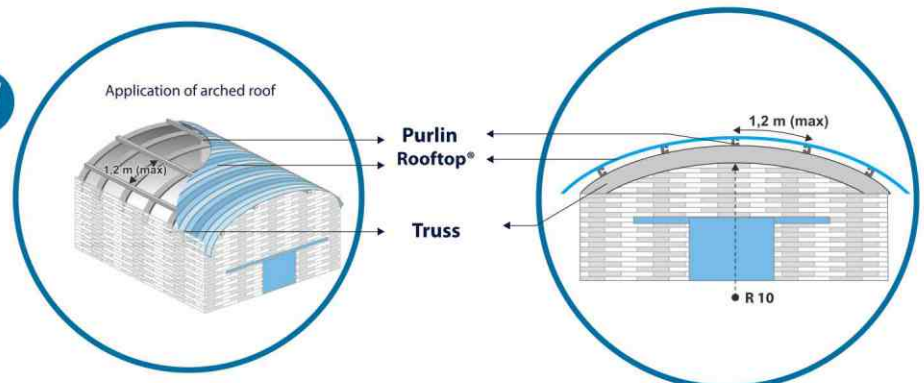 Application of arched roof
1,2 m (max)
Purlin
Rooftop®
Truss
1,2 m (max)
R 10